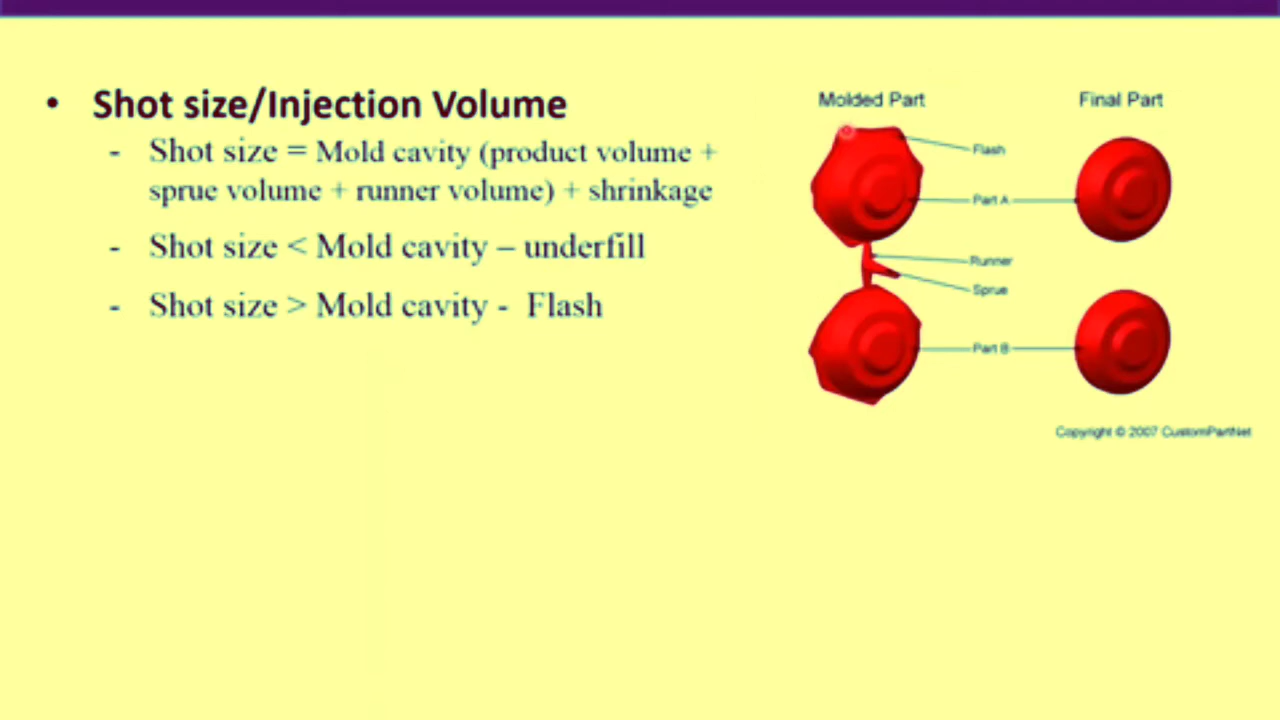 • Shot size/Injection Volume
- Shot size = Mold cavity (product volume +
sprue volume + runner volume) + shrinkage
- Shot size < Mold cavity – underfill
- Shot size > Mold cavity - Flash
Molded Part
Final Part
Flash
Part A
Runner
Sprue
Part B
Copyright © 2007 CustomPartNet